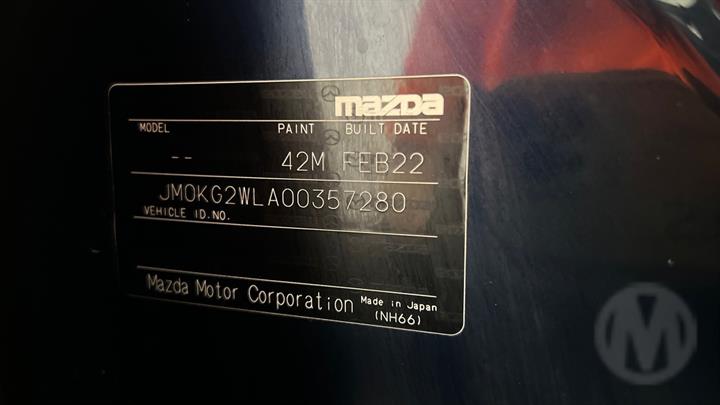 mazda
MODEL PAINT BUILT DATE
-- 42M FEB22
JM0KG2WLA00357280
VEHICLE ID.NO.
Mazda Motor Corporation Made in Japan
(NH66)
M